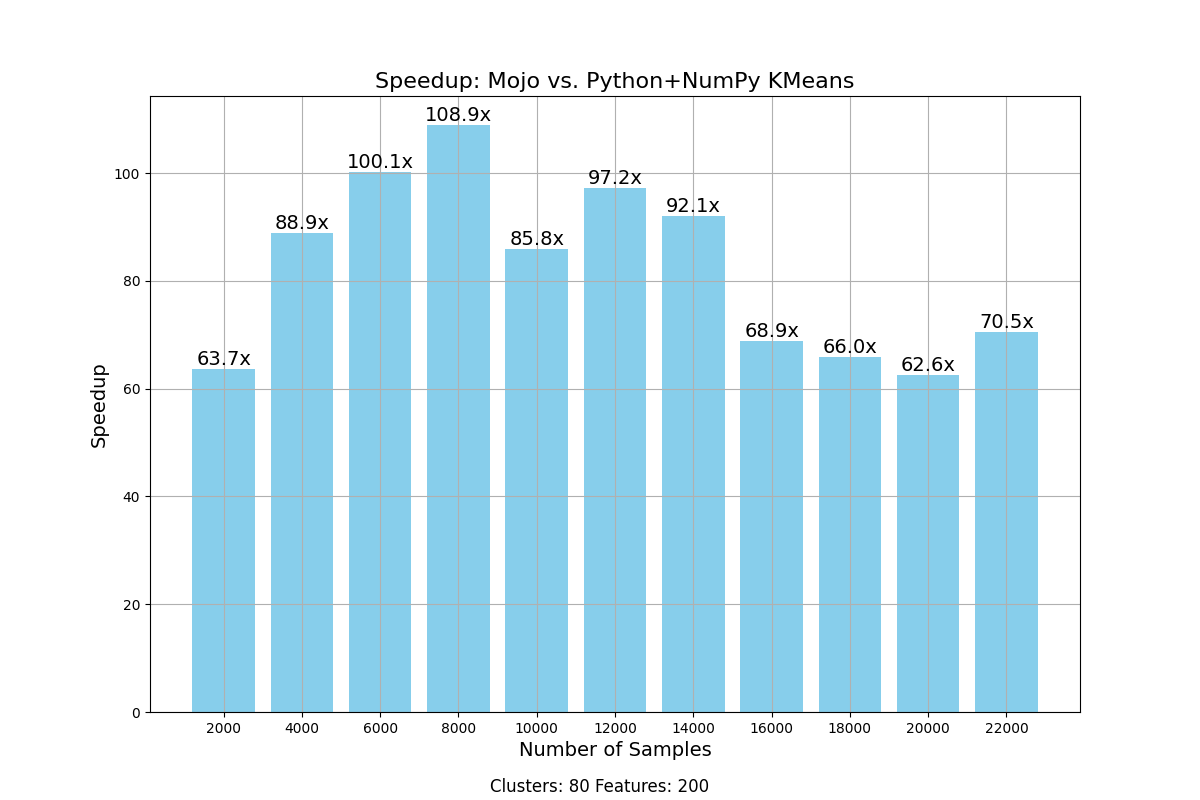 Speedup: Mojo vs. Python+NumPy KMeans
108.9x
100.1x
97.2x
92.1x
88.9x
85.8x
70.5x
68.9x
66.0x
62.6x
63.7x
100
80
60
40
20
0
Speedup
2000 4000 6000 8000 10000 12000 14000 16000 18000 20000 22000
Number of Samples
Clusters: 80 Features: 200